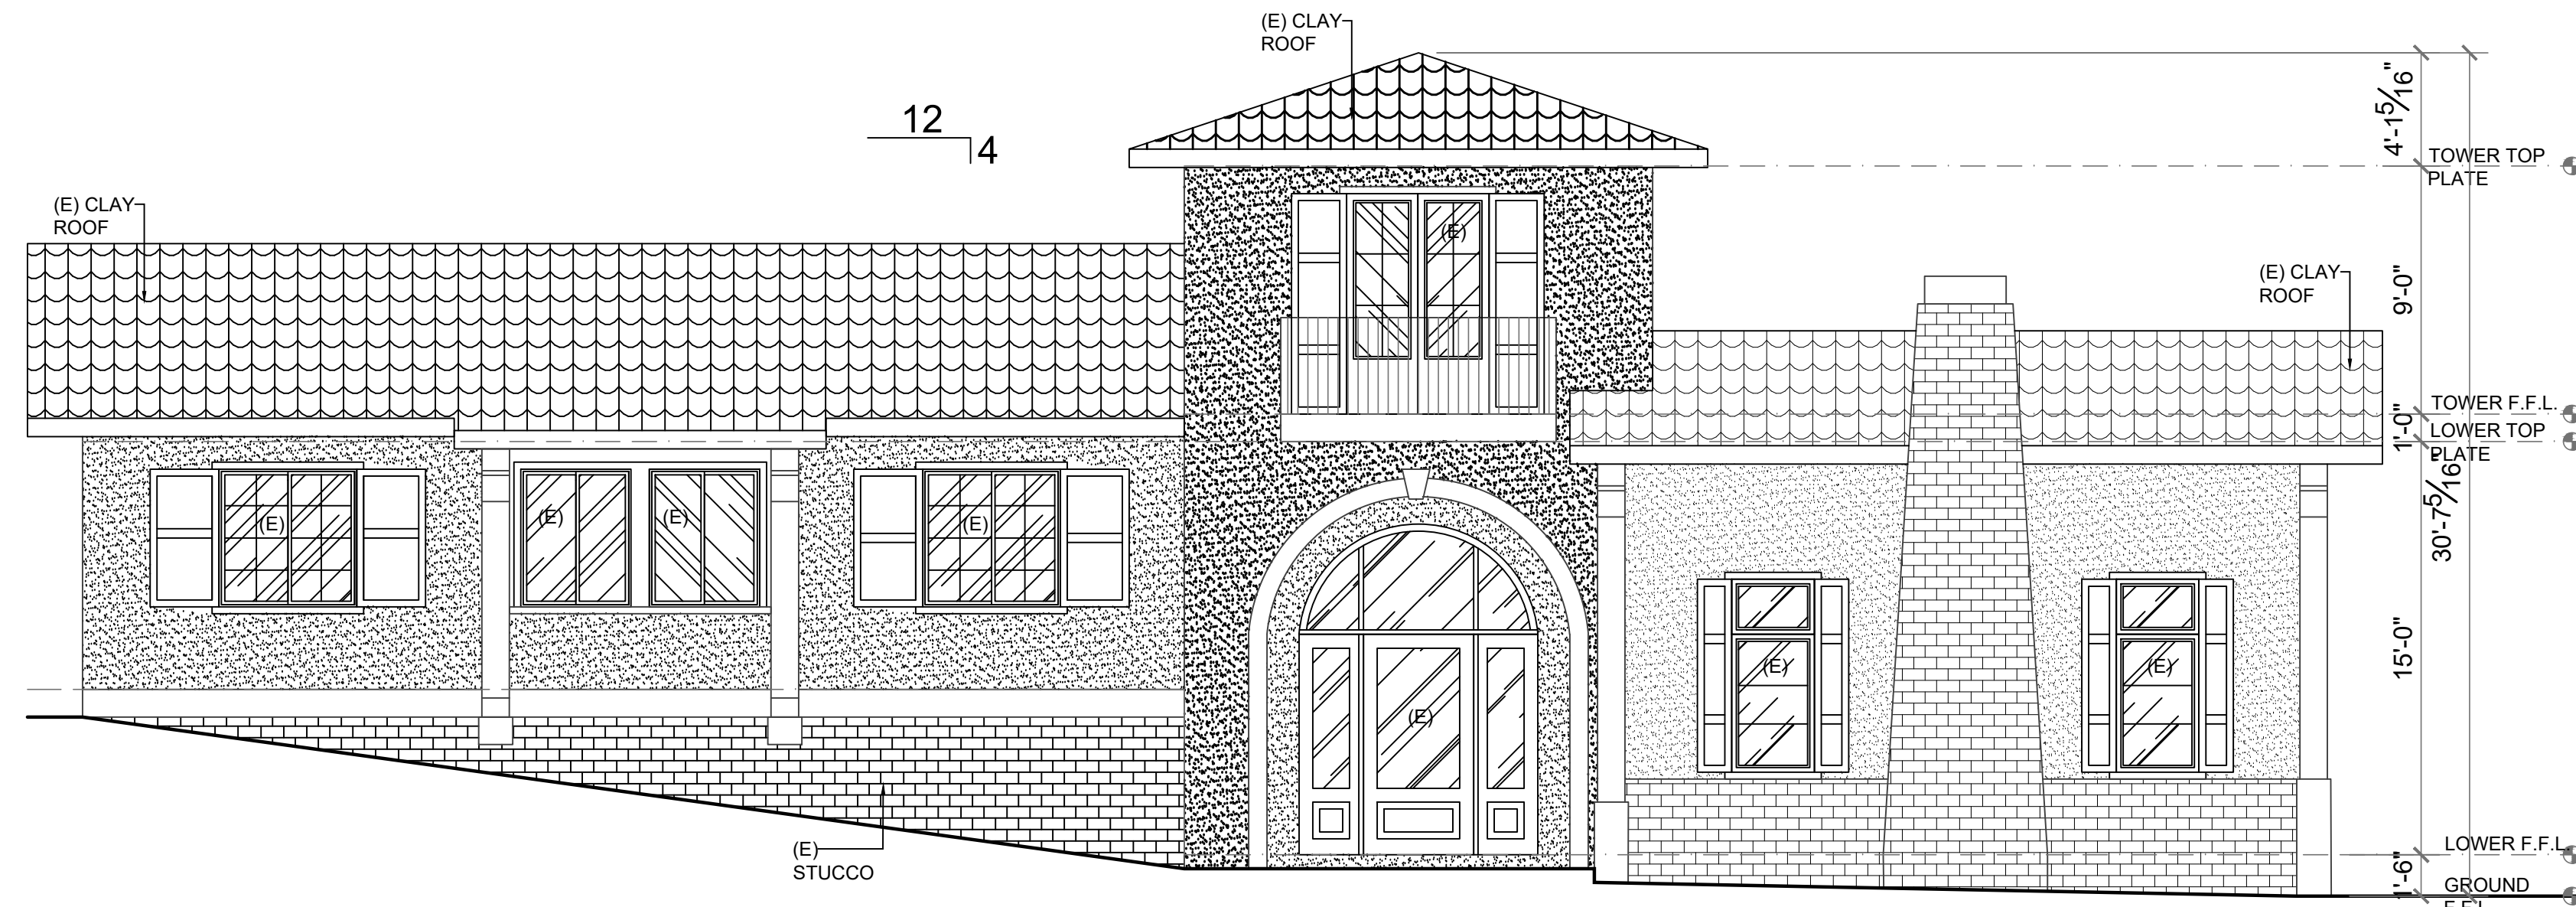 (E) CLAY
ROOF
12
4
4'-1 5/16"
TOWER TOP
PLATE
(E) CLAY
ROOF
(E)
9'-0"
(E) CLAY
ROOF
TOWER F.F.L.
1'-0"
LOWER TOP
PLATE
30'-7 5/16"
(E)
(E)
(E)
(E)
15'-0"
(E)
(E)
(E)
(E)
STUCCO
LOWER F.F.L.
1'-6"
GROUND
F.F.L.